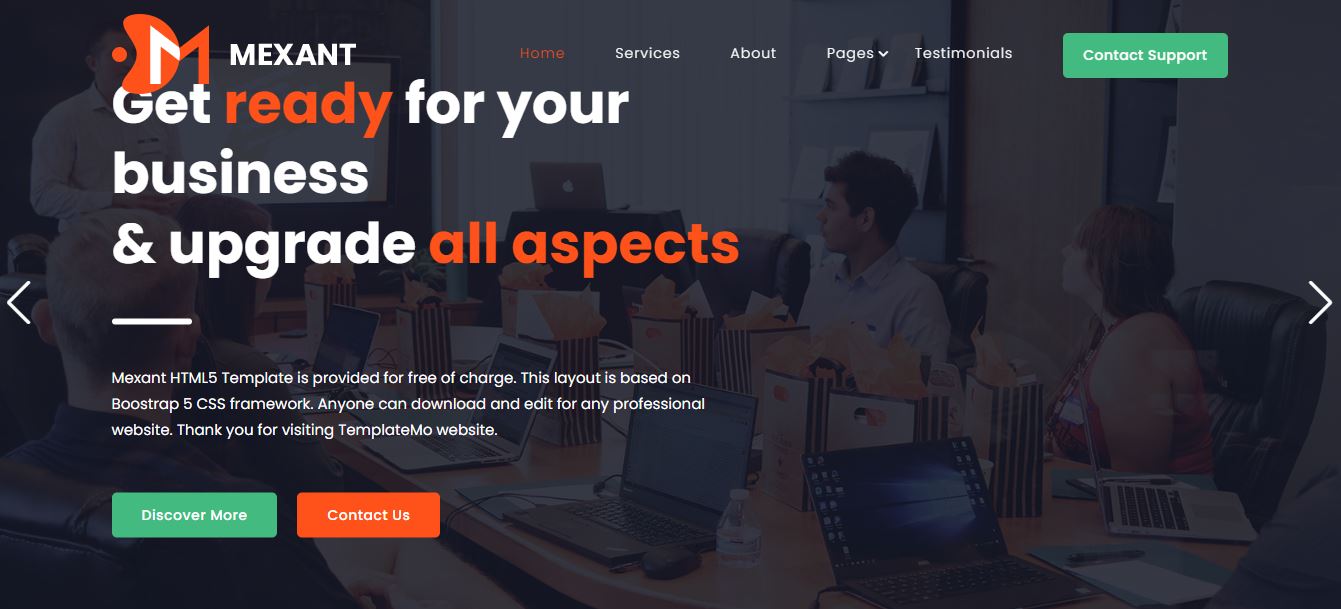 MEXANT
Home Services About Pages Testimonials Contact Support
Get ready for your
business
& upgrade all aspects
Mexant HTML5 Template is provided for free of charge. This layout is based on
Boostrap 5 CSS framework. Anyone can download and edit for any professional
website. Thank you for visiting TemplateMo website.
Discover More Contact Us